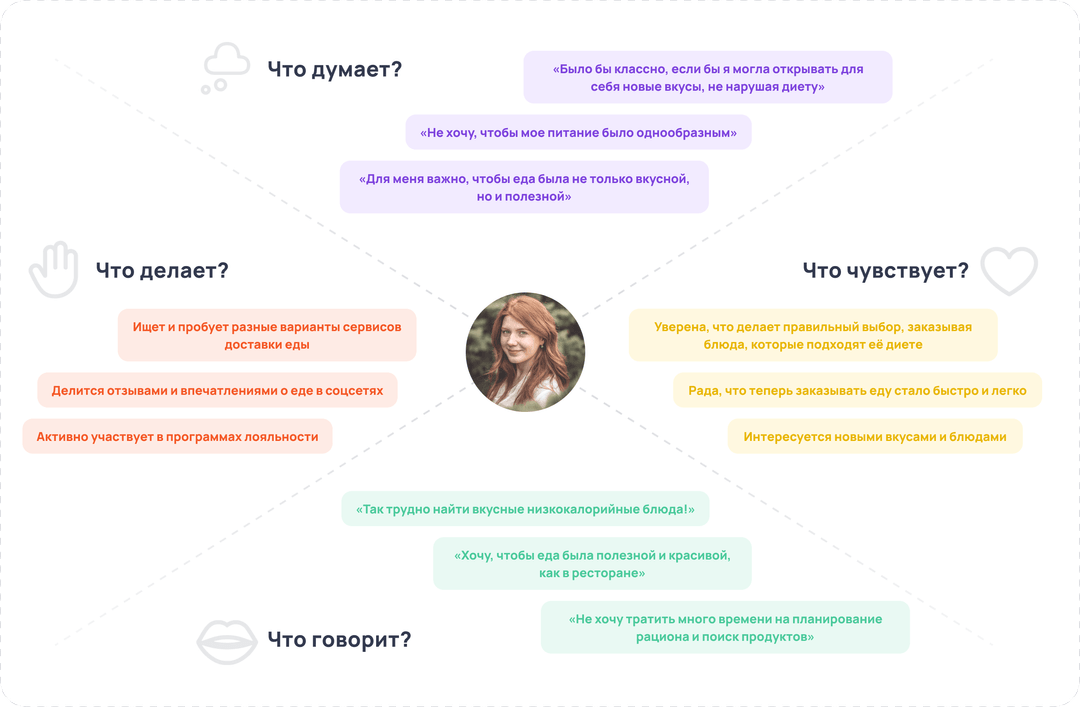 Что думает?
«Было бы классно, если бы я могла открывать для
себя новые вкусы, не нарушая диету»
«Не хочу, чтобы мое питание было однообразным»
«Для меня важно, чтобы еда была не только вкусной,
но и полезной»
Что делает?
Ищет и пробует разные варианты сервисов
доставки еды
Делится отзывами и впечатлениями о еде в соцсетях
Активно участвует в программах лояльности
Что чувствует?
Уверена, что делает правильный выбор, заказывая
блюда, которые подходят её диете
Рада, что теперь заказывать еду стало быстро и легко
Интересуется новыми вкусами и блюдами
«Так трудно найти вкусные низкокалорийные блюда!»
«Хочу, чтобы еда была полезной и красивой,
как в ресторане»
«Не хочу тратить много времени на планирование
рациона и поиск продуктов»
Что говорит?